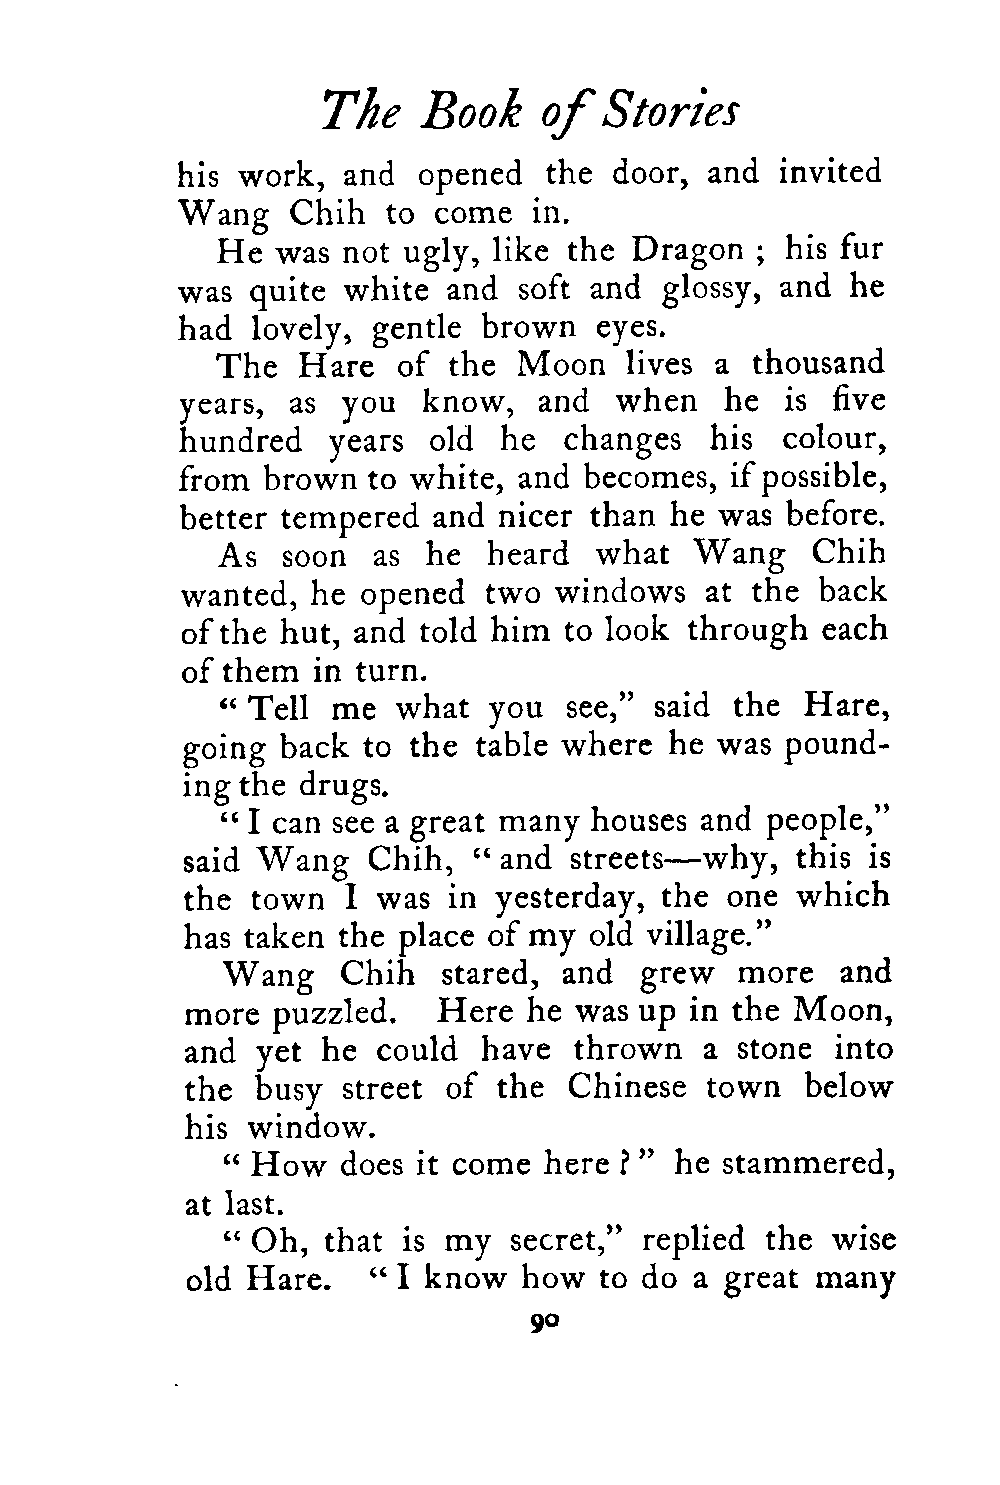 The Book of Stories
his work, and opened the door, and invited
Wang Chih to come in.
He was not ugly, like the Dragon ; his fur
was quite white and soft and glossy, and he
had lovely, gentle brown eyes.
The Hare of the Moon lives a thousand
years, as you know, and when he is five
hundred years old he changes his colour,
from brown to white, and becomes, if possible,
better tempered and nicer than he was before.
As soon as he heard what Wang Chih
wanted, he opened two windows at the back
of the hut, and told him to look through each
of them in turn.
“ Tell me what you see,” said the Hare,
going back to the table where he was pound-
ing the drugs.
“ I can see a great many houses and people,”
said Wang Chih, “ and streets—why, this is
the town I was in yesterday, the one which
has taken the place of my old village.”
Wang Chih stared, and grew more and
more puzzled. Here he was up in the Moon,
and yet he could have thrown a stone into
the busy street of the Chinese town below
his window.
“ How does it come here ? ” he stammered,
at last.
“ Oh, that is my secret,” replied the wise
old Hare. “ I know how to do a great many
90